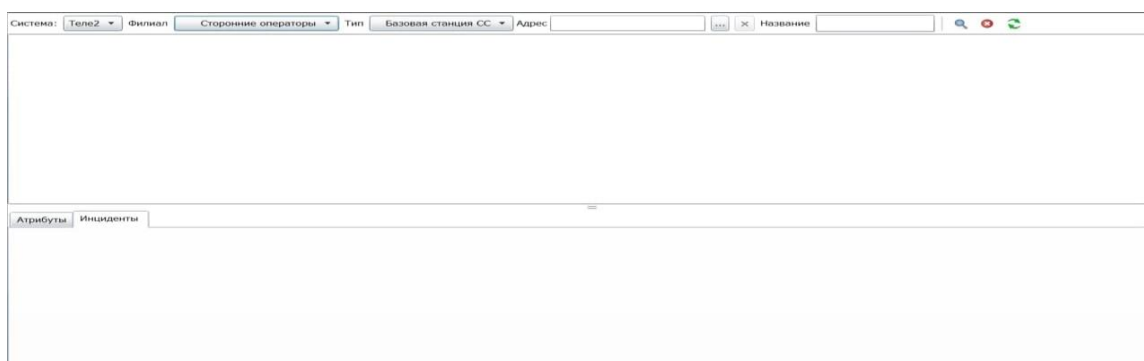 Система: Теле2 Филиал Сторонние операторы Тип Базовая станция СС Адрес ... Название
Атрибуты Инциденты